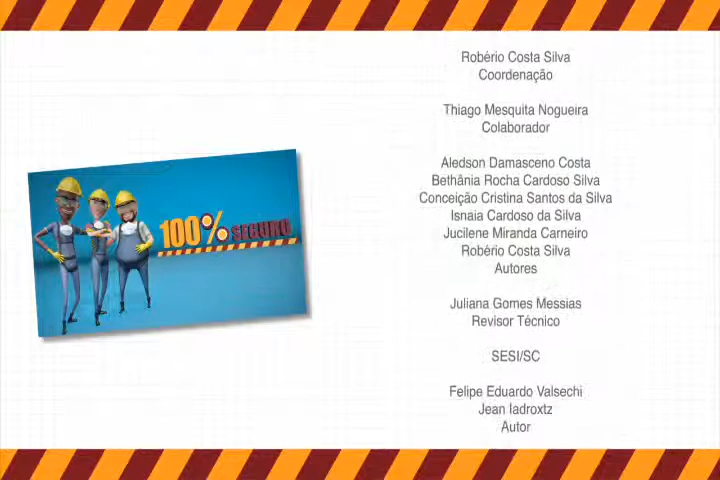 100% SEGURO
Robério Costa Silva
Coordenação
Thiago Mesquita Nogueira
Colaborador
Aledson Damasceno Costa
Bethânia Rocha Cardoso Silva
Conceição Cristina Santos da Silva
Isnaia Cardoso da Silva
Jucilene Miranda Carneiro
Robério Costa Silva
Autores
Juliana Gomes Messias
Revisor Técnico
SESI/SC
Felipe Eduardo Valsechi
Jean Iadroxtz
Autor